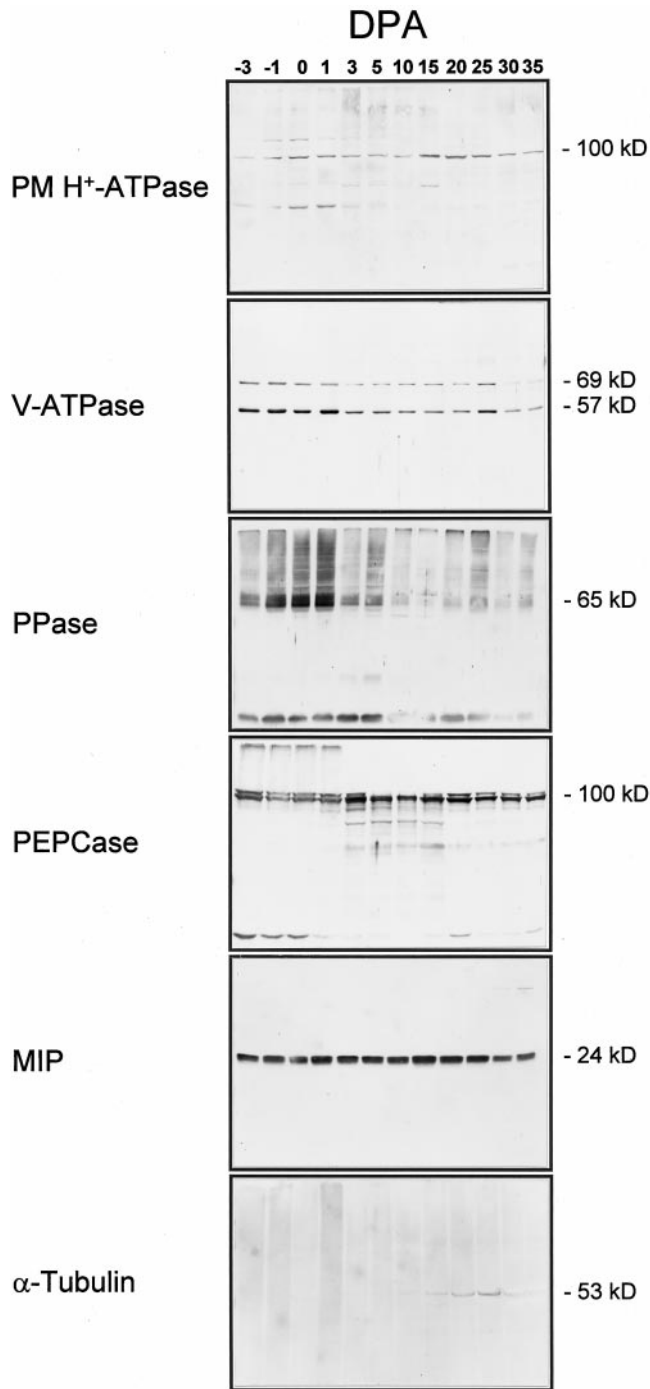 DPA
-3 -1 0 1 3 5 10 15 20 25 30 35
PM H⁺-ATPase
- 100 kD
V-ATPase
- 69 kD
- 57 kD
PPase
- 65 kD
PEPCase
- 100 kD
MIP
- 24 kD
α-Tubulin
- 53 kD